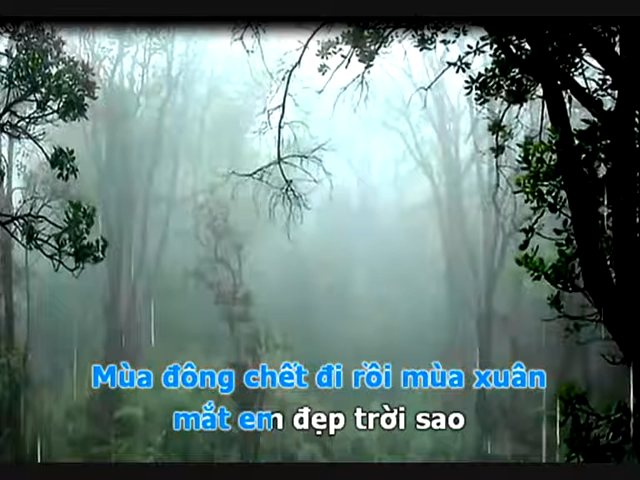 Mùa đông chết đi rồi mùa xuân
mắt em đẹp trời sao